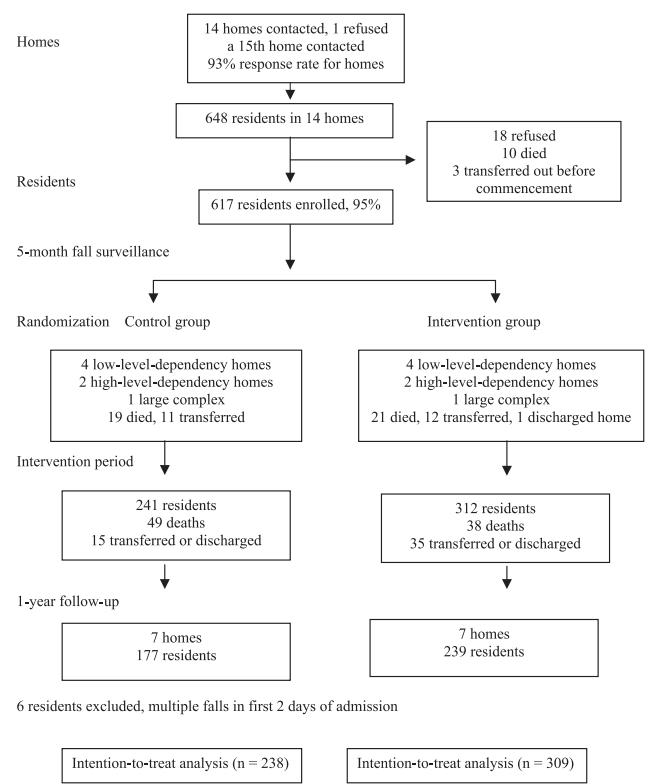 Homes
14 homes contacted, 1 refused
a 15th home contacted
93% response rate for homes
648 residents in 14 homes
18 refused
10 died
3 transferred out before
commencement
Residents
617 residents enrolled, 95%
5-month fall surveillance
Randomization
Control group
Intervention group
4 low-level-dependency homes
2 high-level-dependency homes
1 large complex
19 died, 11 transferred
4 low-level-dependency homes
2 high-level-dependency homes
1 large complex
21 died, 12 transferred, 1 discharged home
Intervention period
241 residents
49 deaths
15 transferred or discharged
312 residents
38 deaths
35 transferred or discharged
1-year follow-up
7 homes
177 residents
7 homes
239 residents
6 residents excluded, multiple falls in first 2 days of admission
Intention-to-treat analysis (n = 238)
Intention-to-treat analysis (n = 309)